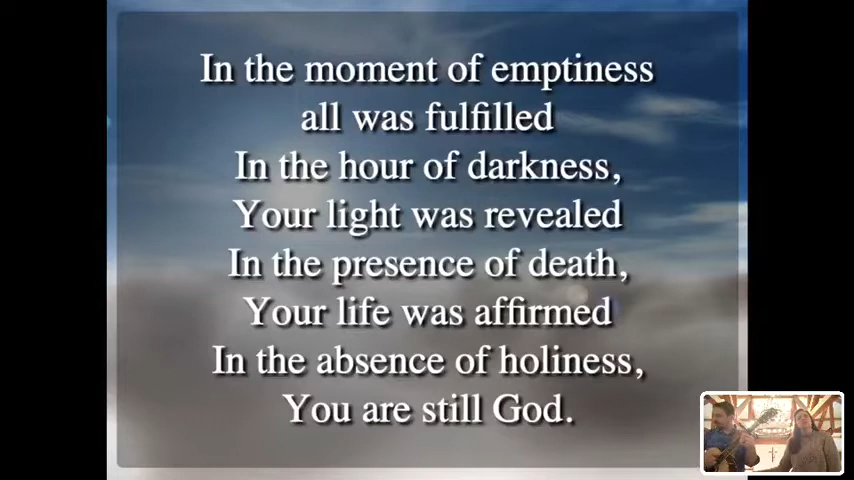 In the moment of emptiness
all was fulfilled
In the hour of darkness,
Your light was revealed
In the presence of death,
Your life was affirmed
In the absence of holiness,
You are still God.